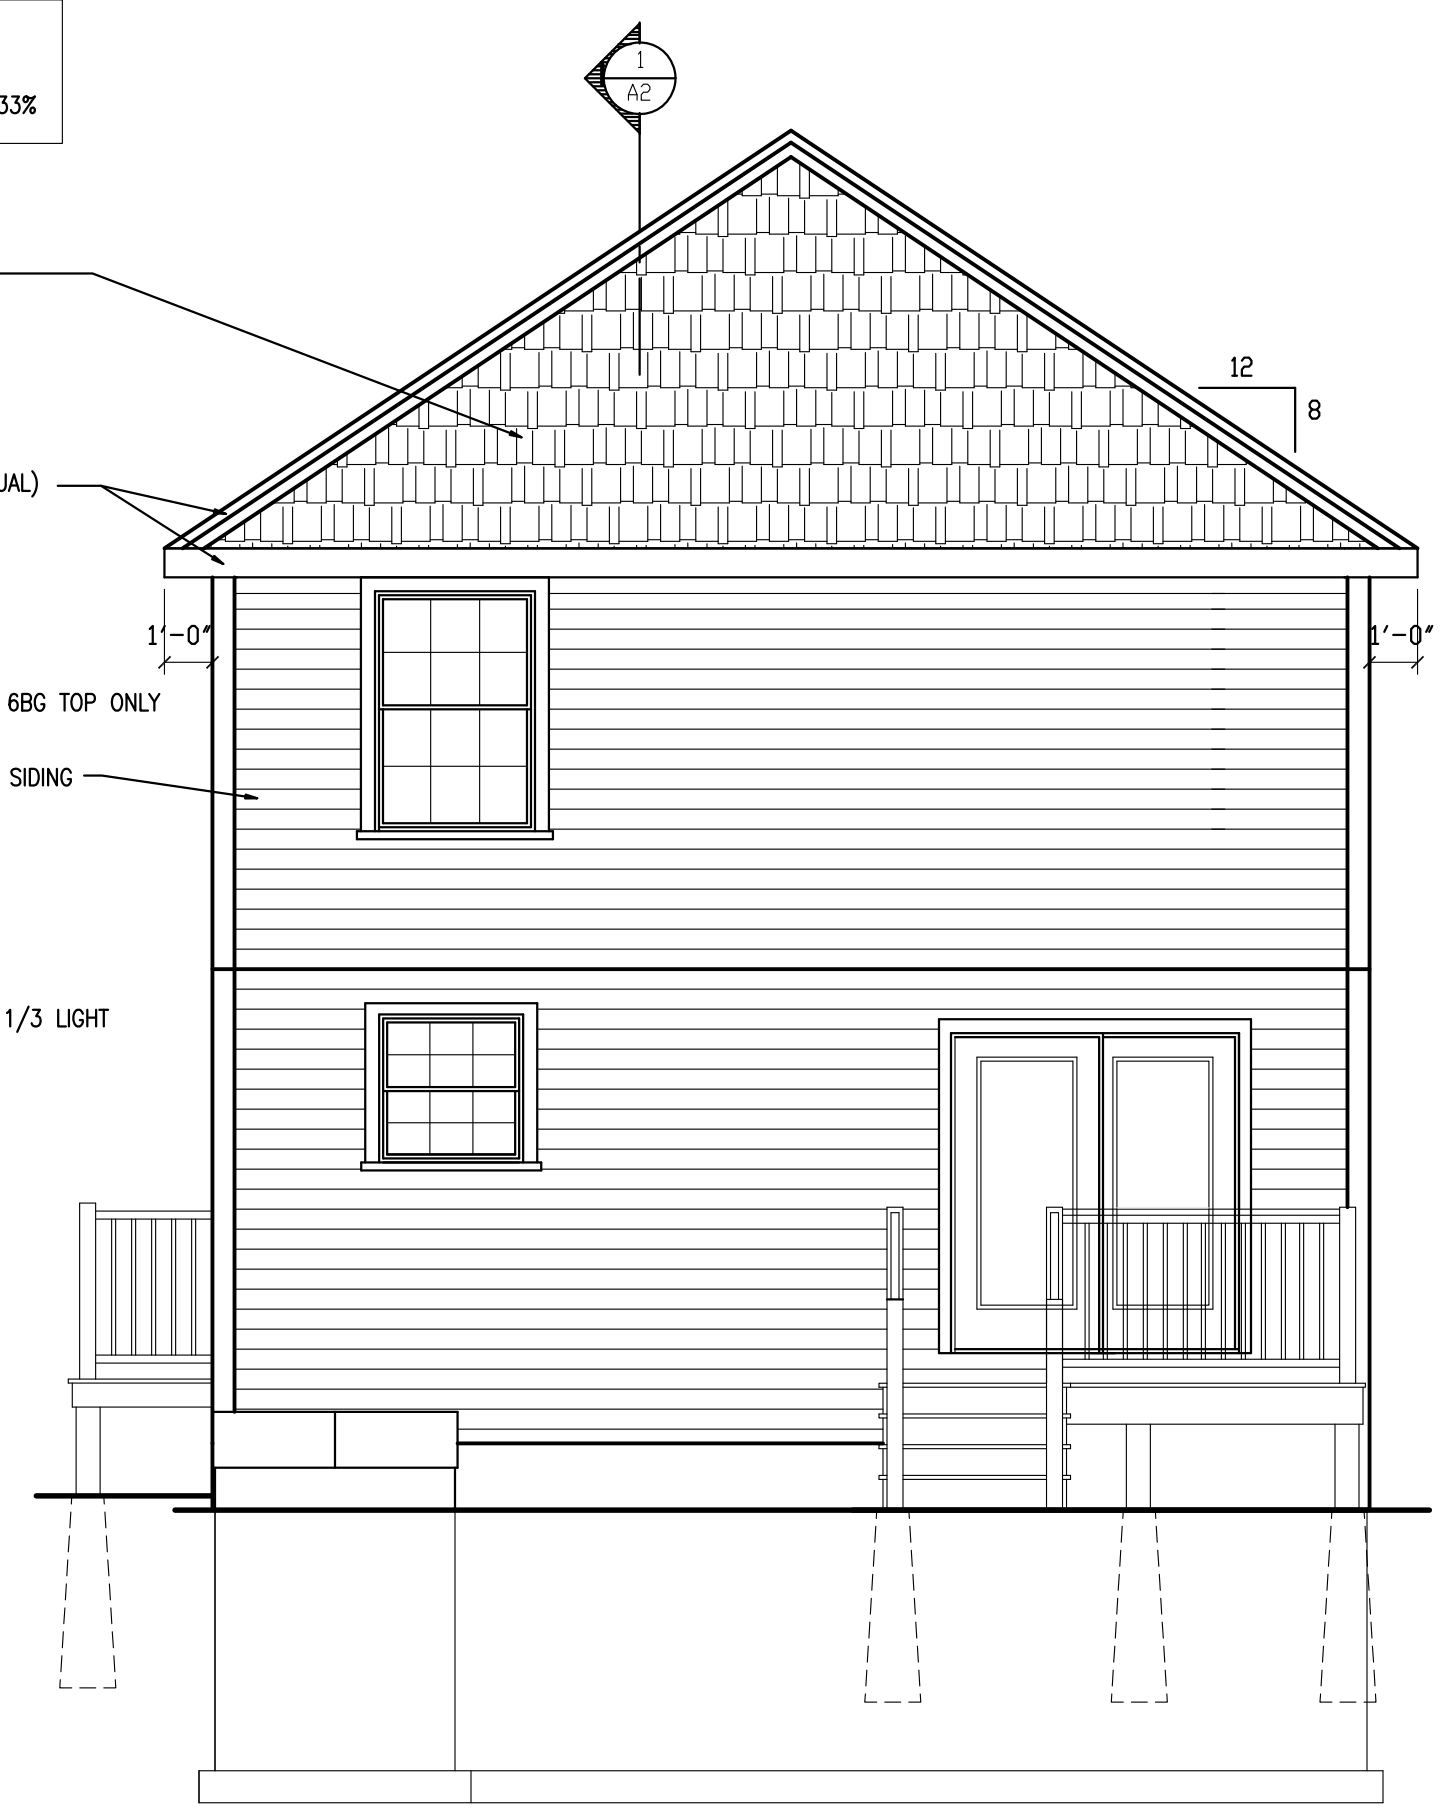 1
A2
33%
12
8
UAL)
1'-0"
1'-0"
6BG TOP ONLY
SIDING
1/3 LIGHT